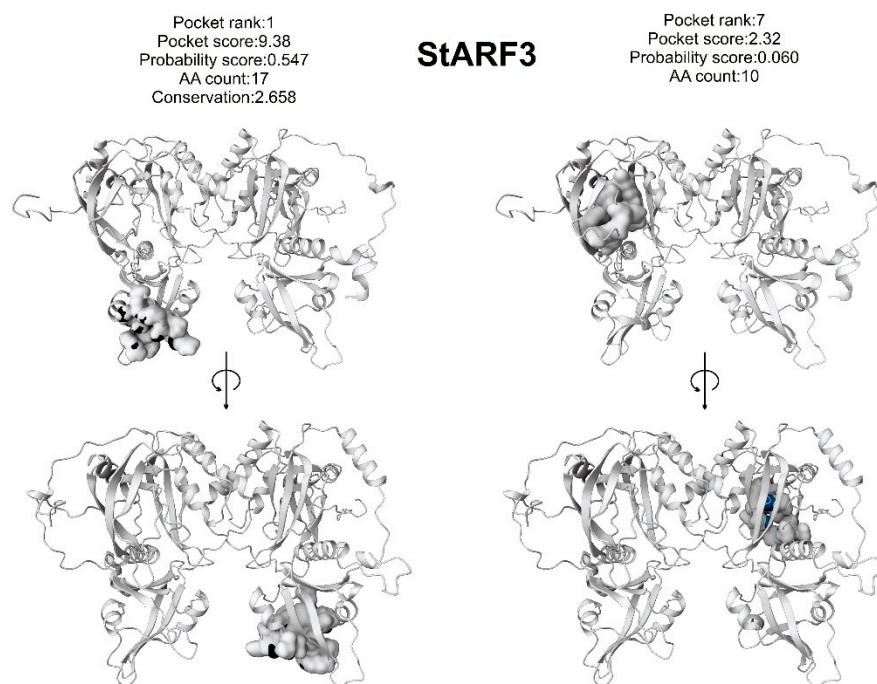 Pocket rank:1
Pocket score:9.38
Probability score:0.547
AA count:17
Conservation:2.658
StARF3
Pocket rank:7
Pocket score:2.32
Probability score:0.060
AA count:10